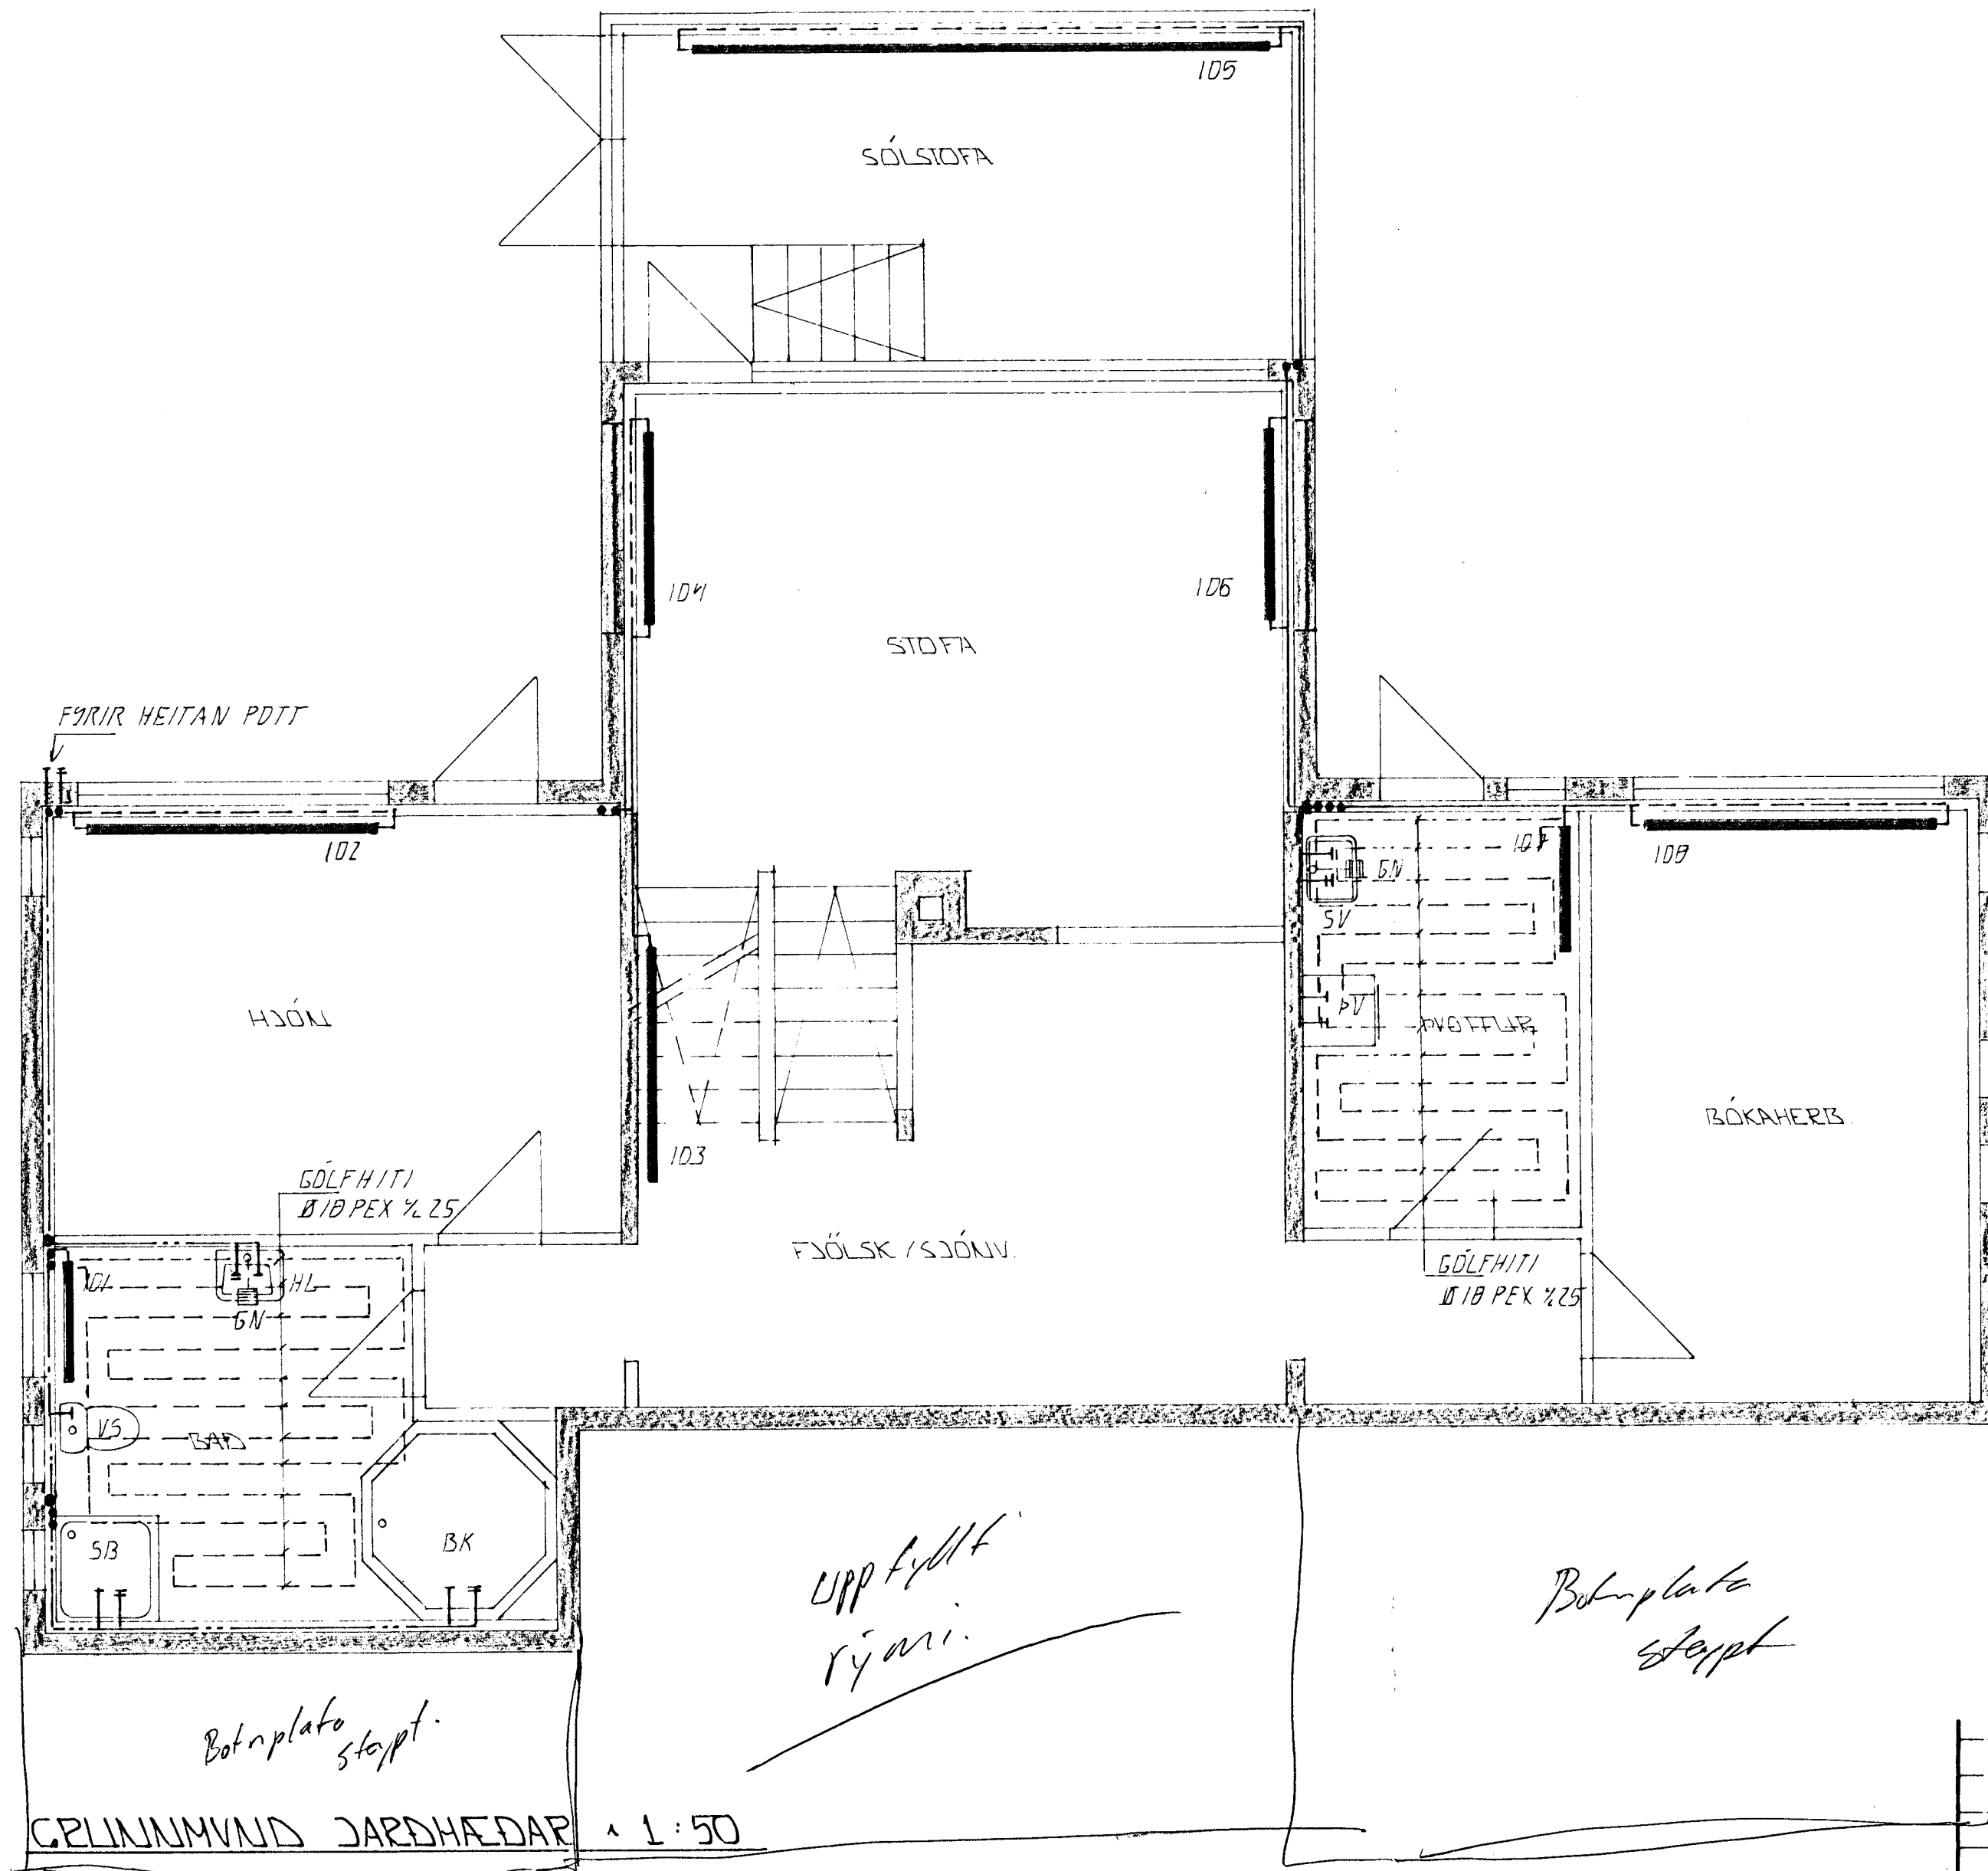 105
SÓLSTOFA
104
106
STOFA
FYRIR HEITAN POTT
102
107
108
GN
SV
HJÓN
ÞV
ÞVOTTUR
BÓKAHERB.
103
GÓLFHITI
Ø18 PEX % 25
FJÖLSK / SJÓNV.
GÓLFHITI
Ø18 PEX % 25
101
HL
GN
VS
BAÐ
SB
BK
Uppfyllt
rými.
Botnplata
steypt
Botnplata
steypt.
GRUNNMYND JARÐHÆÐAR · 1:50